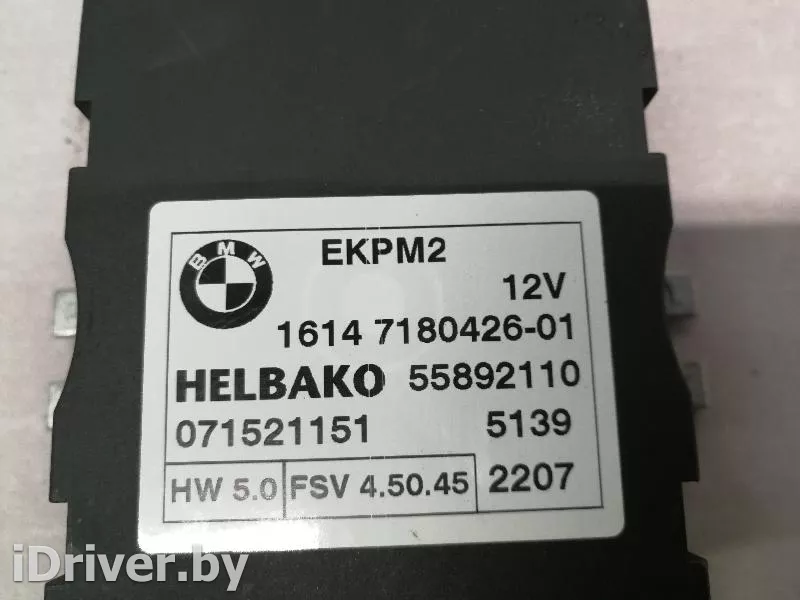 BMW
EKPM2
12V
1614 7180426-01
HELBAKO 55892110
071521151 5139
HW 5.0 FSV 4.50.45 2207
iDriver.by